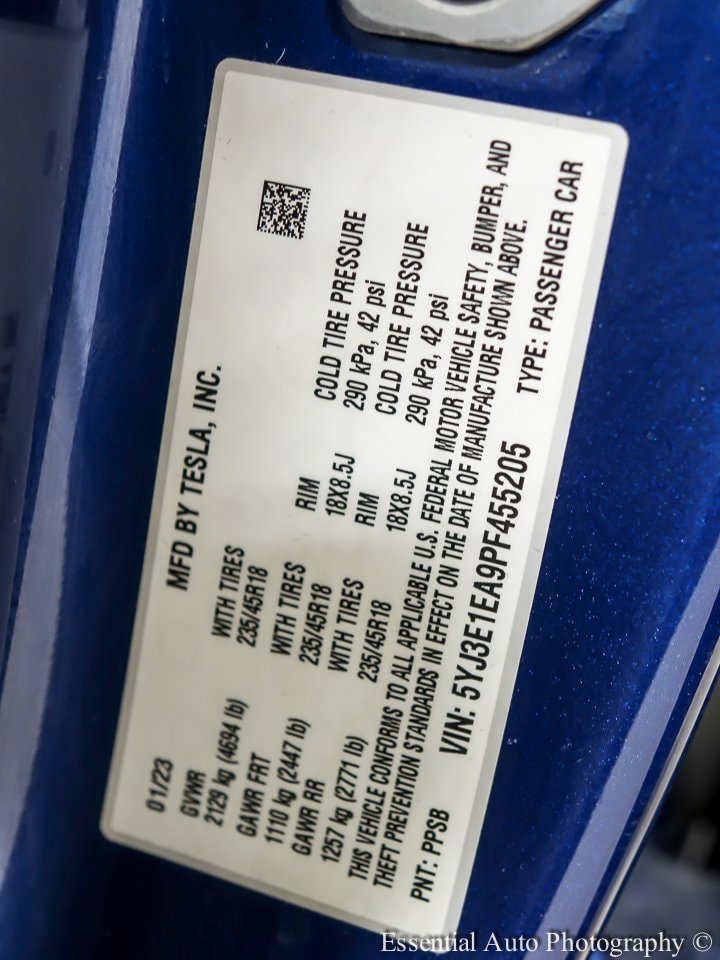 MFD BY TESLA, INC.
01/23
GVWR
2129 kg (4694 lb) WITH TIRES
235/45R18
GAWR FRT WITH TIRES RIM COLD TIRE PRESSURE
1110 kg (2447 lb) 235/45R18 18X8.5J 290 kPa, 42 psi
GAWR RR WITH TIRES RIM COLD TIRE PRESSURE
1257 kg (2771 lb) 235/45R18 18X8.5J 290 kPa, 42 psi
THIS VEHICLE CONFORMS TO ALL APPLICABLE U.S. FEDERAL MOTOR VEHICLE SAFETY, BUMPER, AND
THEFT PREVENTION STANDARDS IN EFFECT ON THE DATE OF MANUFACTURE SHOWN ABOVE.
PNT: PPSB VIN: 5YJ3E1EA9PF455205 TYPE: PASSENGER CAR
Essential Auto Photography ©